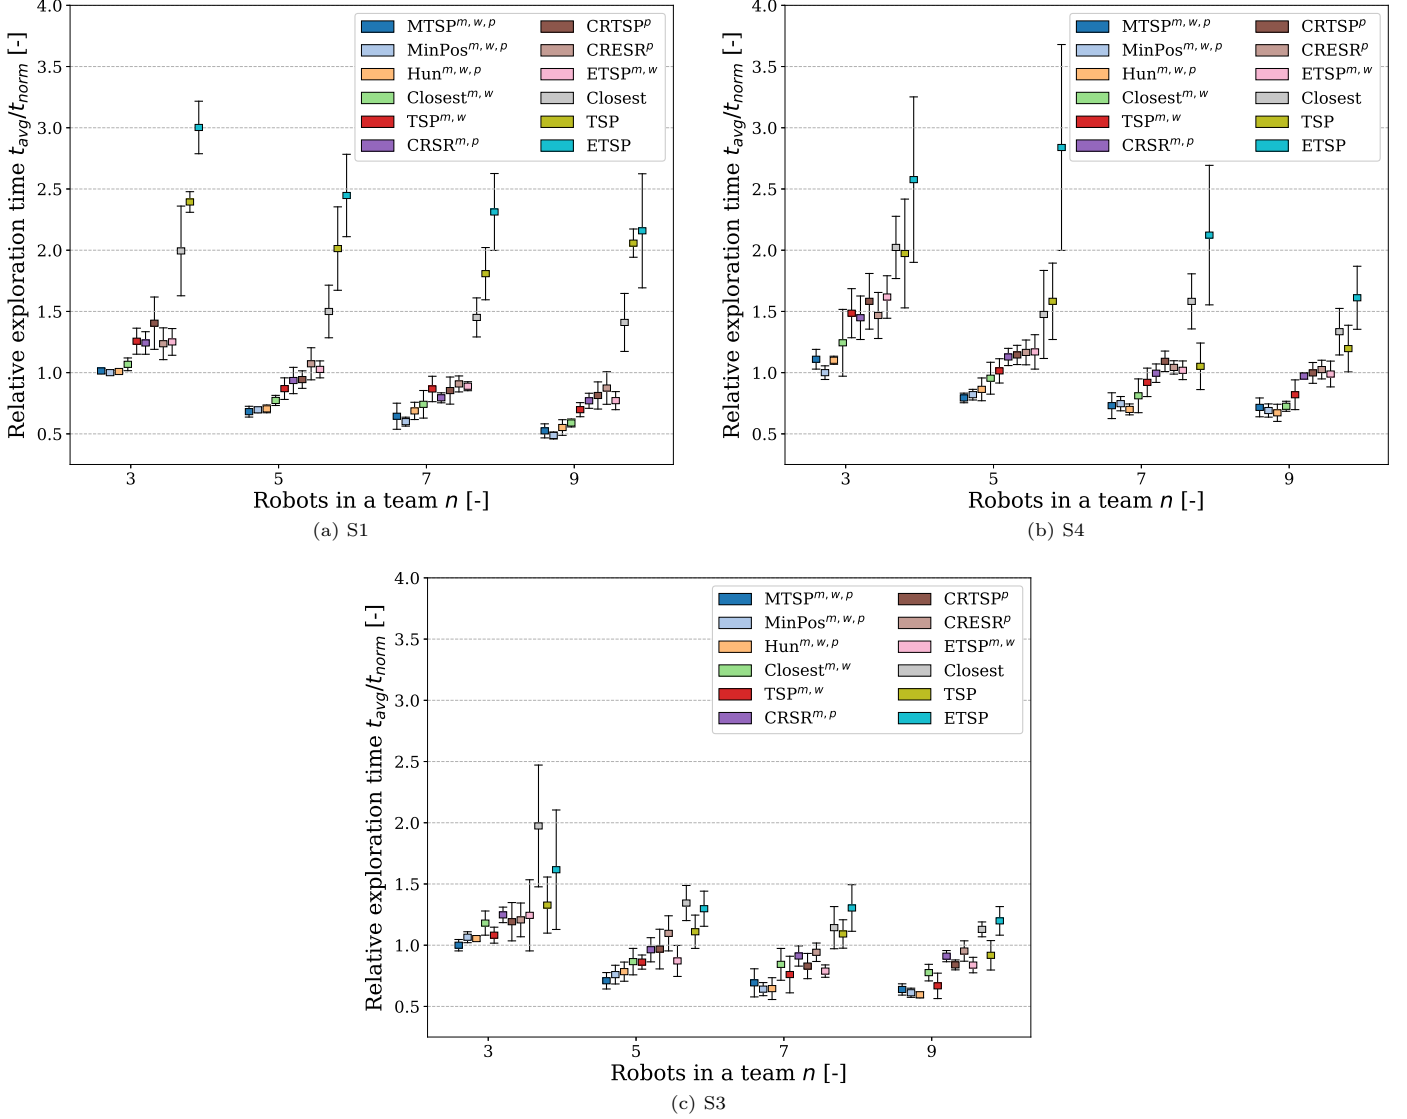 Relative exploration time t_avg/t_norm [-]
4.0
3.5
3.0
2.5
2.0
1.5
1.0
0.5
MTSP^m,w,p
MinPos^m,w,p
Hun^m,w,p
Closest^m,w
TSP^m,w
CRSR^m,p
CRTSP^p
CRESR^p
ETSP^m,w
Closest
TSP
ETSP
3 5 7 9
Robots in a team n [-]
(a) S1
Relative exploration time t_avg/t_norm [-]
4.0
3.5
3.0
2.5
2.0
1.5
1.0
0.5
MTSP^m,w,p
MinPos^m,w,p
Hun^m,w,p
Closest^m,w
TSP^m,w
CRSR^m,p
CRTSP^p
CRESR^p
ETSP^m,w
Closest
TSP
ETSP
3 5 7 9
Robots in a team n [-]
(b) S4
Relative exploration time t_avg/t_norm [-]
4.0
3.5
3.0
2.5
2.0
1.5
1.0
0.5
MTSP^m,w,p
MinPos^m,w,p
Hun^m,w,p
Closest^m,w
TSP^m,w
CRSR^m,p
CRTSP^p
CRESR^p
ETSP^m,w
Closest
TSP
ETSP
3 5 7 9
Robots in a team n [-]
(c) S3